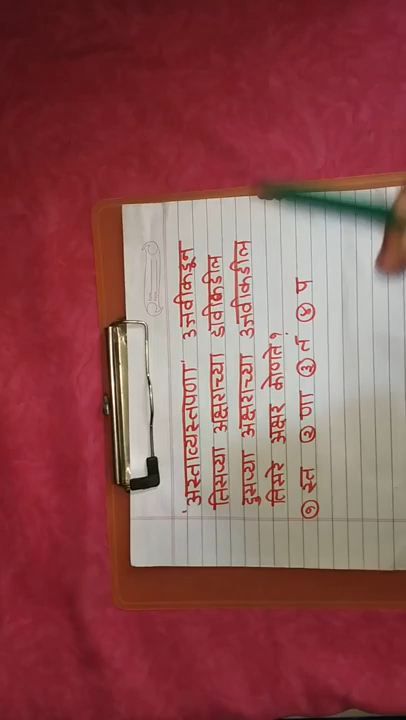 'अस्ताव्यस्तपणा' उजवीकडून
तिसऱ्या अक्षराच्या डावीकडील
दुसऱ्या अक्षराच्या उजवीकडील
तिसरे अक्षर कोणते?
① स्त ② णा ③ र्त ④ प